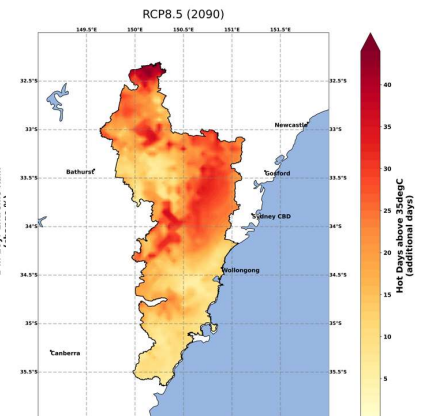 RCP8.5 (2090)
149.5°E 150°E 150.5°E 151°E 151.5°E
32.5°S 32.5°S
33°S 33°S
33.5°S 33.5°S
34°S 34°S
34.5°S 34.5°S
35°S 35°S
35.5°S 35.5°S
Newcastle
Bathurst
Gosford
Sydney CBD
Wollongong
Canberra
40
35
30
25
20
15
10
5
Hot Days above 35degC
(additional days)